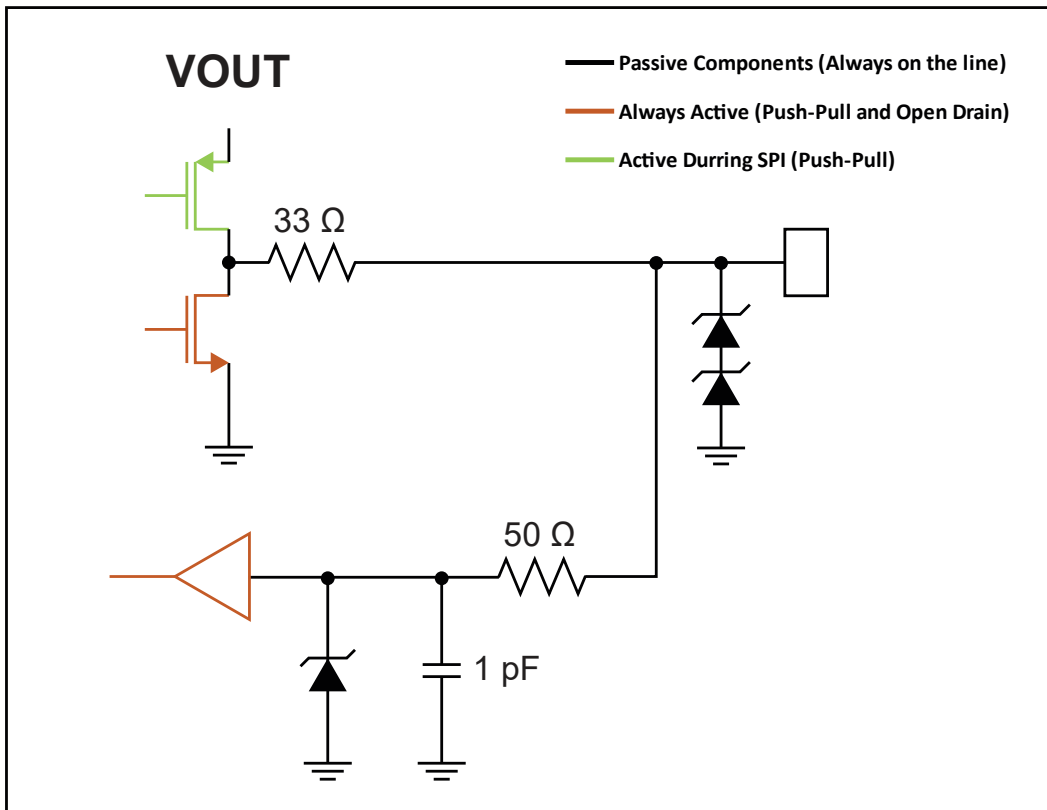 VOUT
Passive Components (Always on the line)
Always Active (Push-Pull and Open Drain)
Active Durring SPI (Push-Pull)
33 Ω
50 Ω
1 pF